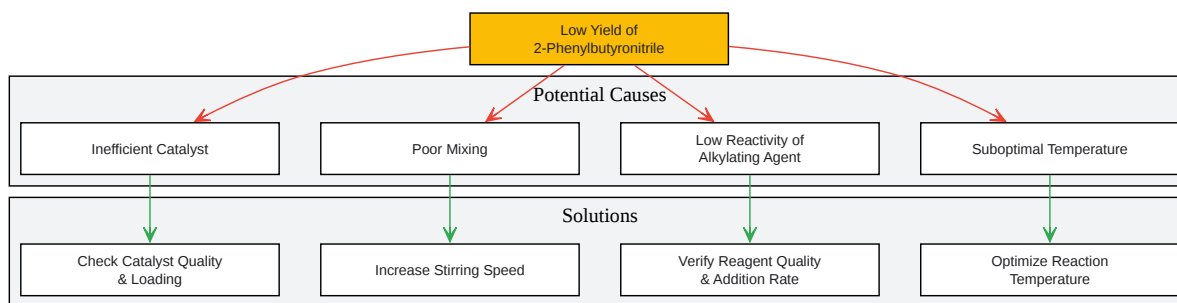 Low Yield of
2-Phenylbutyronitrile
Potential Causes
Inefficient Catalyst
Poor Mixing
Low Reactivity of
Alkylating Agent
Suboptimal Temperature
Solutions
Check Catalyst Quality
& Loading
Increase Stirring Speed
Verify Reagent Quality
& Addition Rate
Optimize Reaction
Temperature